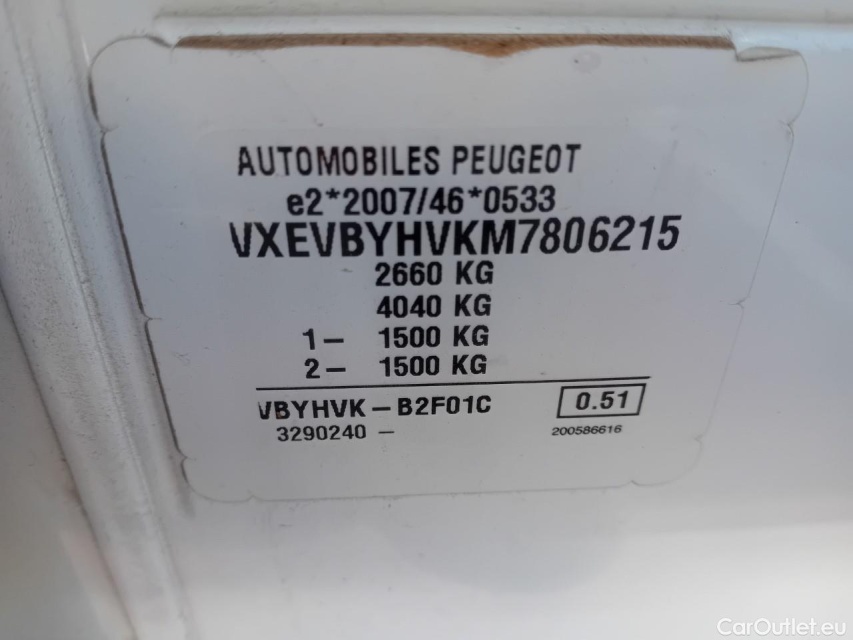 AUTOMOBILES PEUGEOT
e2*2007/46*0533
VXEVBYHVKM7806215
2660 KG
4040 KG
1– 1500 KG
2– 1500 KG
VBYHVK – B2F01C 0.51
3290240 – 200586616
CarOutlet.eu